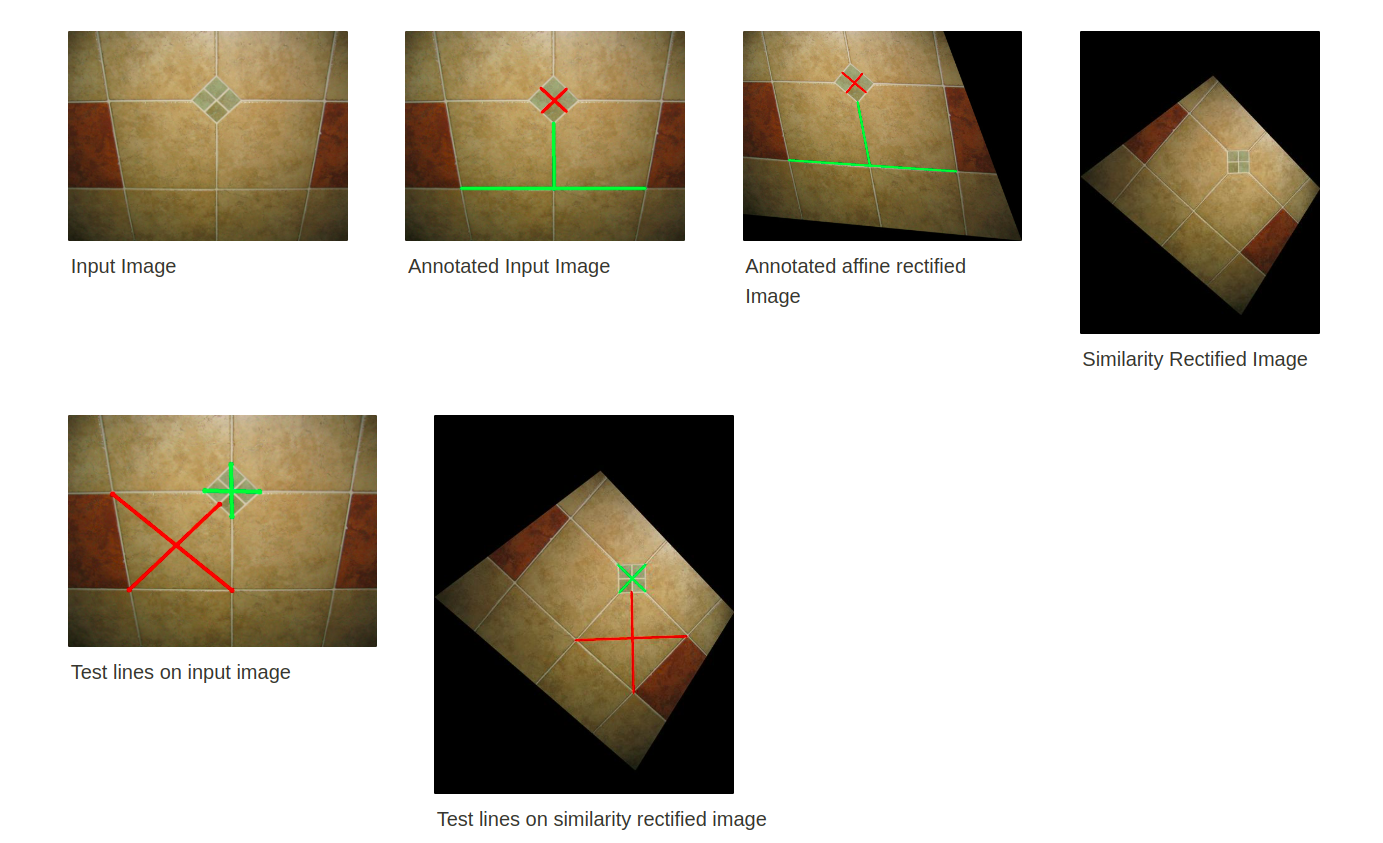 Input Image
Annotated Input Image
Annotated affine rectified
Image
Similarity Rectified Image
Test lines on input image
Test lines on similarity rectified image